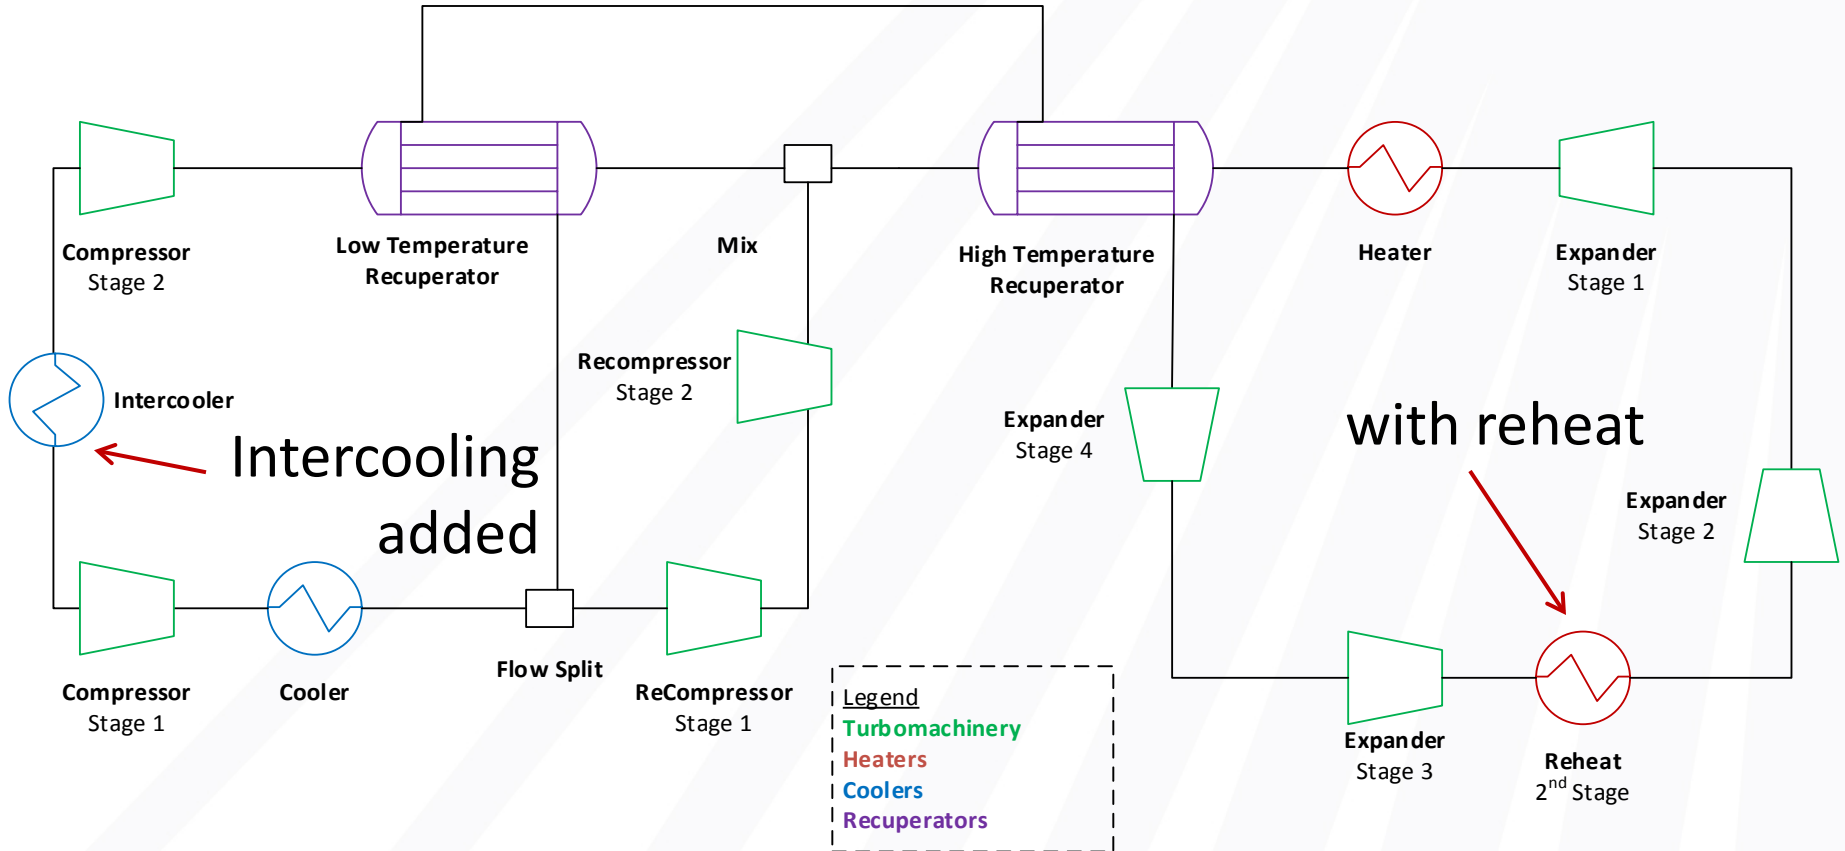 Compressor
Stage 2
Low Temperature
Recuperator
Mix
High Temperature
Recuperator
Heater
Expander
Stage 1
Intercooler
Intercooling
added
Recompressor
Stage 2
Expander
Stage 4
with reheat
Expander
Stage 2
Compressor
Stage 1
Cooler
Flow Split
ReCompressor
Stage 1
Legend
Turbomachinery
Heaters
Coolers
Recuperators
Expander
Stage 3
Reheat
2nd Stage